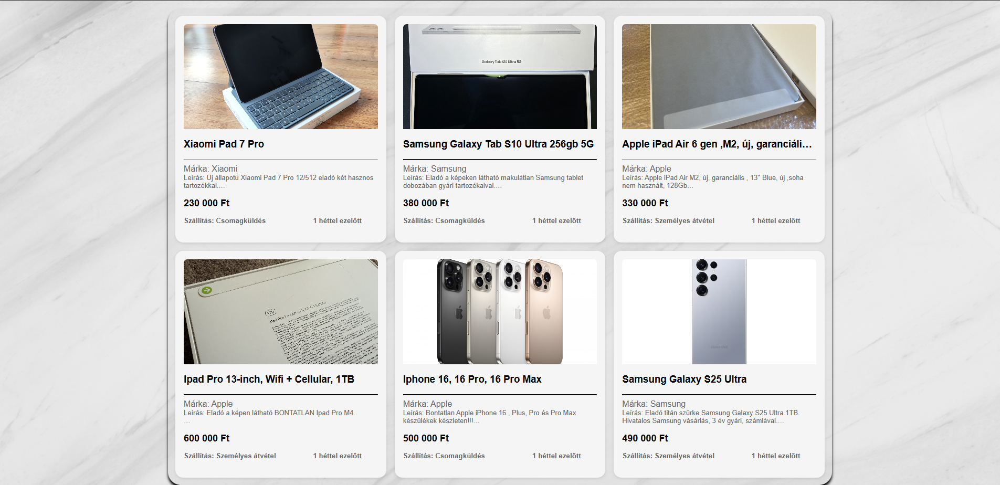 Galaxy Tab S10 Ultra 5G
Xiaomi Pad 7 Pro
Márka: Xiaomi
Leírás: Új állapotú Xiaomi Pad 7 Pro 12/512 eladó két hasznos
tartozékkal....
230 000 Ft
Szállítás: Csomagküldés
1 héttel ezelőtt
Samsung Galaxy Tab S10 Ultra 256gb 5G
Márka: Samsung
Leírás: Eladó a képeken látható makulátlan Samsung tablet
dobozában gyári tartozékaival....
380 000 Ft
Szállítás: Csomagküldés
1 héttel ezelőtt
Apple iPad Air 6 gen ,M2, új, garanciáli...
Márka: Apple
Leírás: Apple iPad Air M2, új, garanciális , 13" Blue, új ,soha
nem használt, 128Gb...
330 000 Ft
Szállítás: Személyes átvétel
1 héttel ezelőtt
1TB
Ipad Pro 13-inch, Wifi + Cellular, 1TB
Márka: Apple
Leírás: Eladó a képen látható BONTATLAN Ipad Pro M4.
...
600 000 Ft
Szállítás: Személyes átvétel
1 héttel ezelőtt
Iphone 16, 16 Pro, 16 Pro Max
Márka: Apple
Leírás: Bontatlan Apple iPhone 16 , Plus, Pro és Pro Max
készülékek készleten!!!...
500 000 Ft
Szállítás: Csomagküldés
1 héttel ezelőtt
SAMSUNG
Samsung Galaxy S25 Ultra
Márka: Samsung
Leírás: Eladó titán szürke Samsung Galaxy S25 Ultra 1TB.
Hivatalos Samsung vásárlás, 3 év gyári, számlával....
490 000 Ft
Szállítás: Személyes átvétel
1 héttel ezelőtt